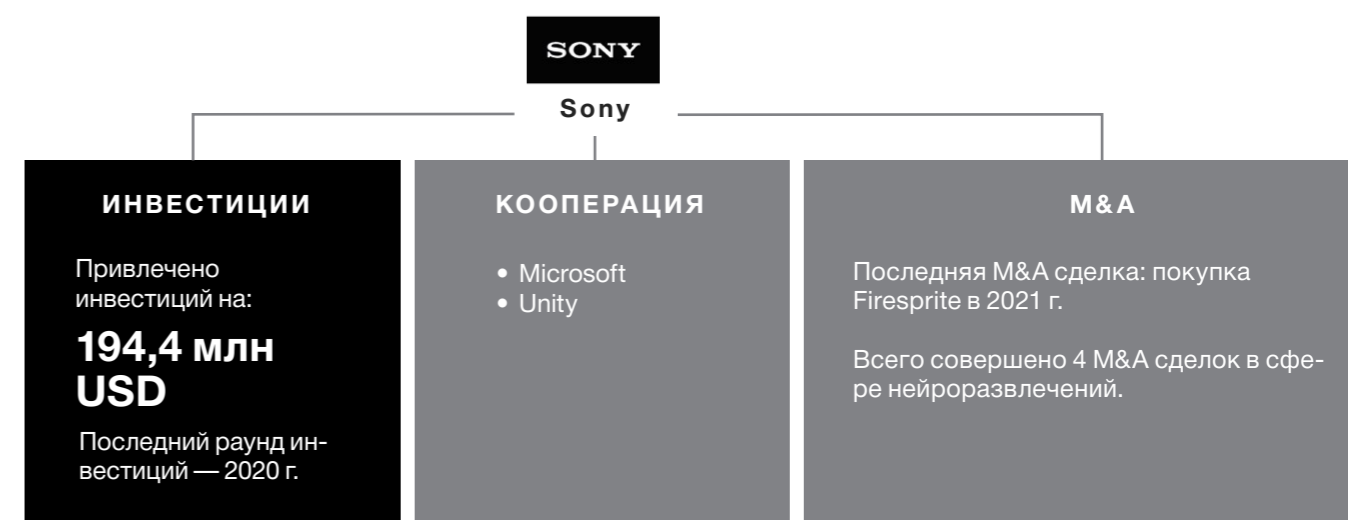 SONY
Sony
ИНВЕСТИЦИИ
Привлечено
инвестиций на:
194,4 млн
USD
Последний раунд ин-
вестиций — 2020 г.
КООПЕРАЦИЯ
• Microsoft
• Unity
M&A
Последняя M&A сделка: покупка
Firesprite в 2021 г.
Всего совершено 4 M&A сделок в сфе-
ре нейроразвлечений.